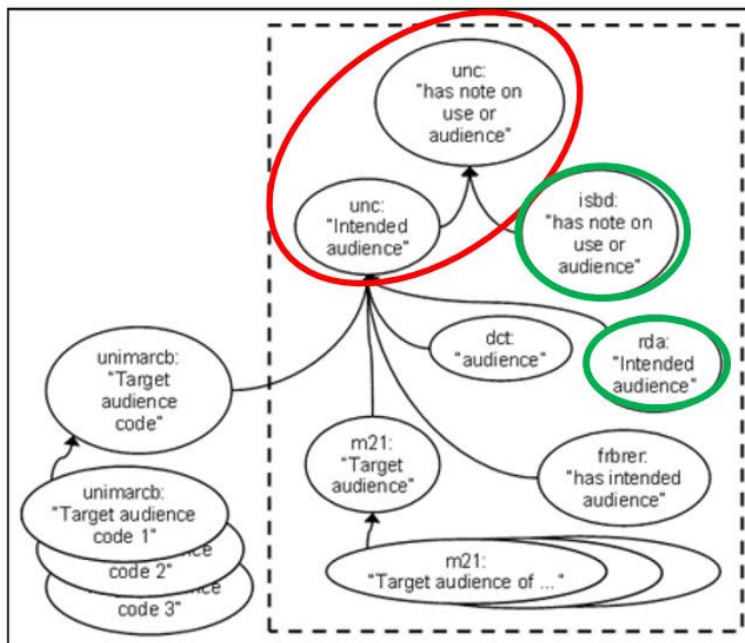 unc:
"has note on
use or
audience"
unc:
"Intended
audience"
isbd:
"has note on
use or
audience"
dct:
"audience"
rda:
"Intended
audience"
unimarcb:
"Target
audience
code"
m21:
"Target
audience"
frbrer:
"has intended
audience"
unimarcb:
"Target audience
code 1"
code 2"
code 3"
m21:
"Target audience of ..."